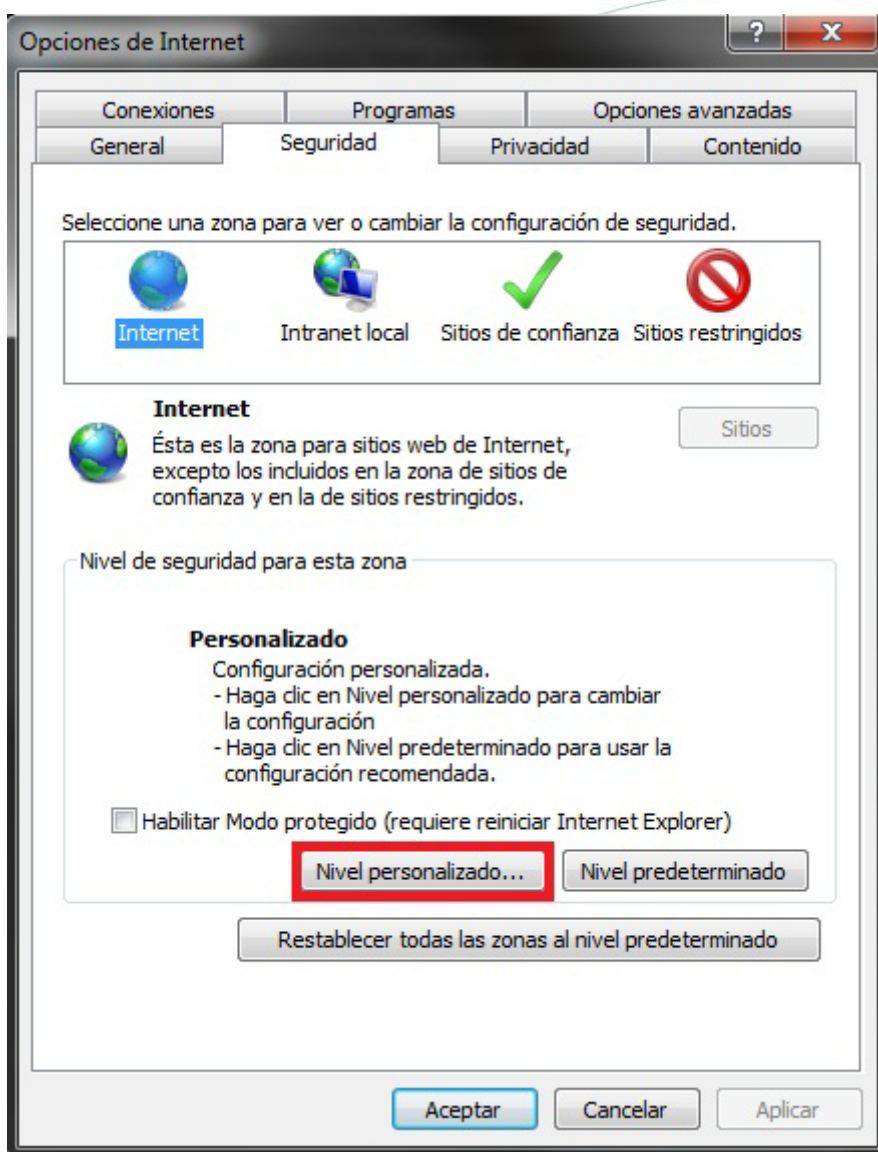 Opciones de Internet
?
X
Conexiones
Programas
Opciones avanzadas
General
Seguridad
Privacidad
Contenido
Seleccione una zona para ver o cambiar la configuración de seguridad.
Internet
Intranet local
Sitios de confianza
Sitios restringidos
Internet
Sitios
Ésta es la zona para sitios web de Internet,
excepto los incluidos en la zona de sitios de
confianza y en la de sitios restringidos.
Nivel de seguridad para esta zona
Personalizado
Configuración personalizada.
- Haga clic en Nivel personalizado para cambiar
la configuración
- Haga clic en Nivel predeterminado para usar la
configuración recomendada.
Habilitar Modo protegido (requiere reiniciar Internet Explorer)
Nivel personalizado...
Nivel predeterminado
Restablecer todas las zonas al nivel predeterminado
Aceptar
Cancelar
Aplicar